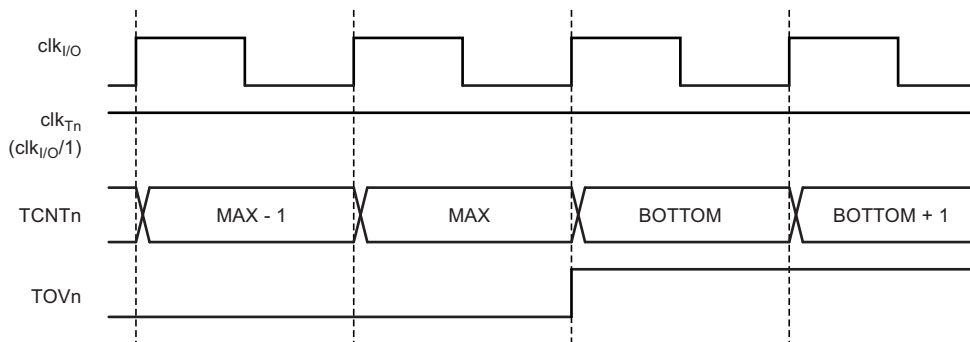 clkI/O
clkTn
(clkI/O/1)
TCNTn MAX - 1 MAX BOTTOM BOTTOM + 1
TOVn